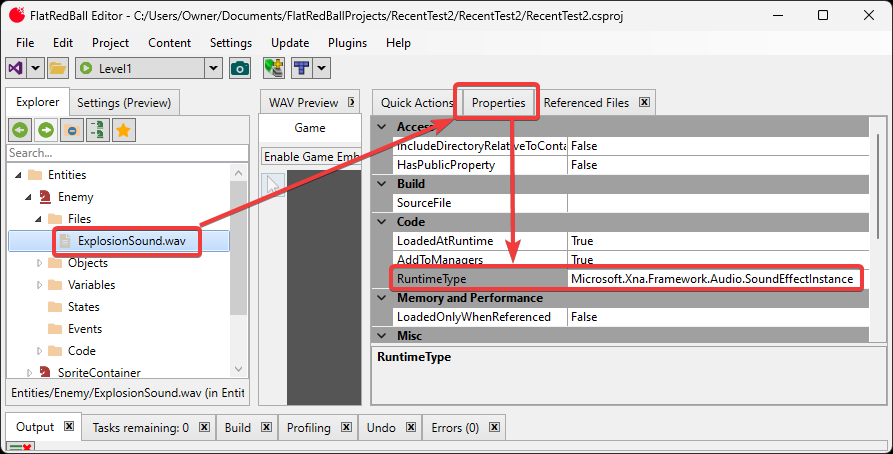 FlatRedBall Editor - C:/Users/Owner/Documents/FlatRedBallProjects/RecentTest2/RecentTest2/RecentTest2.csproj
File Edit Project Content Settings Update Plugins Help
Level1
Explorer Settings (Preview)
Search...
Entities
Enemy
Files
ExplosionSound.wav
Objects
Variables
States
Events
Code
SpriteContainer
Entities/Enemy/ExplosionSound.wav (in Entit
WAV Preview
Game
Enable Game Emb
Quick Actions Properties Referenced Files
Access
IncludeDirectoryRelativeToConta False
HasPublicProperty False
Build
SourceFile
Code
LoadedAtRuntime True
AddToManagers True
RuntimeType Microsoft.Xna.Framework.Audio.SoundEffectInstance
Memory and Performance
LoadedOnlyWhenReferenced False
Misc
RuntimeType
Output Tasks remaining: 0 Build Profiling Undo Errors (0)